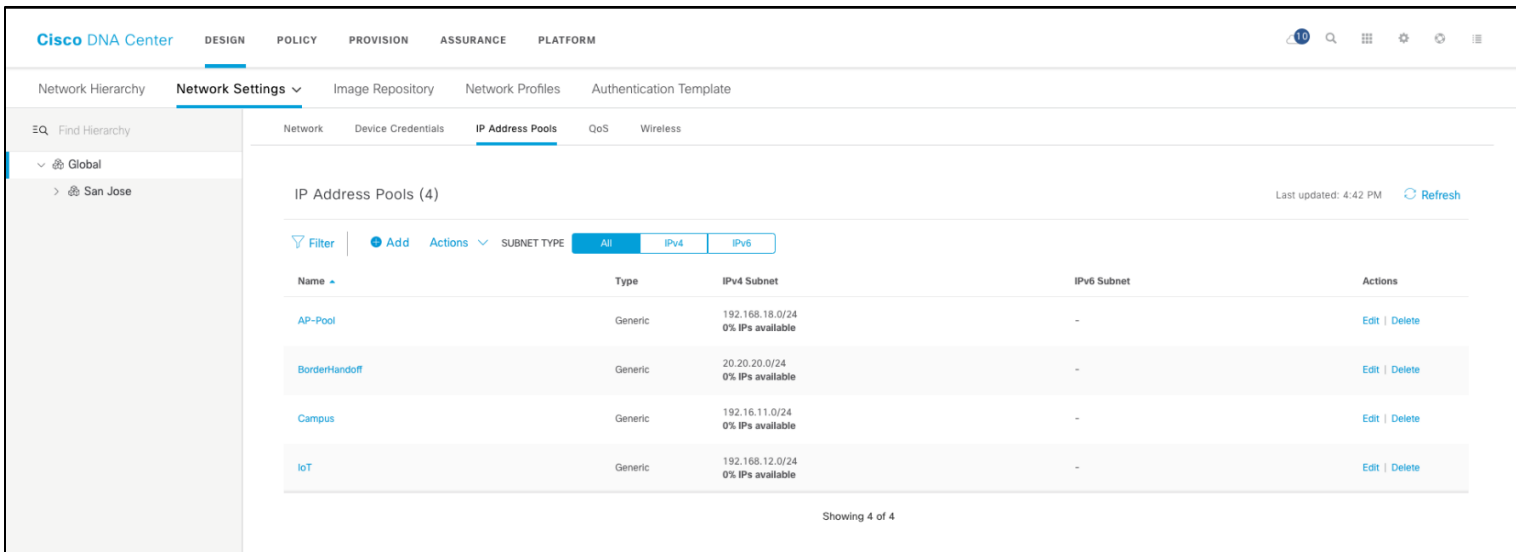 Cisco DNA Center DESIGN POLICY PROVISION ASSURANCE PLATFORM 10
Network Hierarchy Network Settings Image Repository Network Profiles Authentication Template
Find Hierarchy
Global
San Jose
Network Device Credentials IP Address Pools QoS Wireless
IP Address Pools (4) Last updated: 4:42 PM Refresh
Filter Add Actions SUBNET TYPE All IPv4 IPv6
Name Type IPv4 Subnet IPv6 Subnet Actions
AP-Pool Generic 192.168.18.0/24 - Edit | Delete
0% IPs available
BorderHandoff Generic 20.20.20.0/24 - Edit | Delete
0% IPs available
Campus Generic 192.16.11.0/24 - Edit | Delete
0% IPs available
IoT Generic 192.168.12.0/24 - Edit | Delete
0% IPs available
Showing 4 of 4